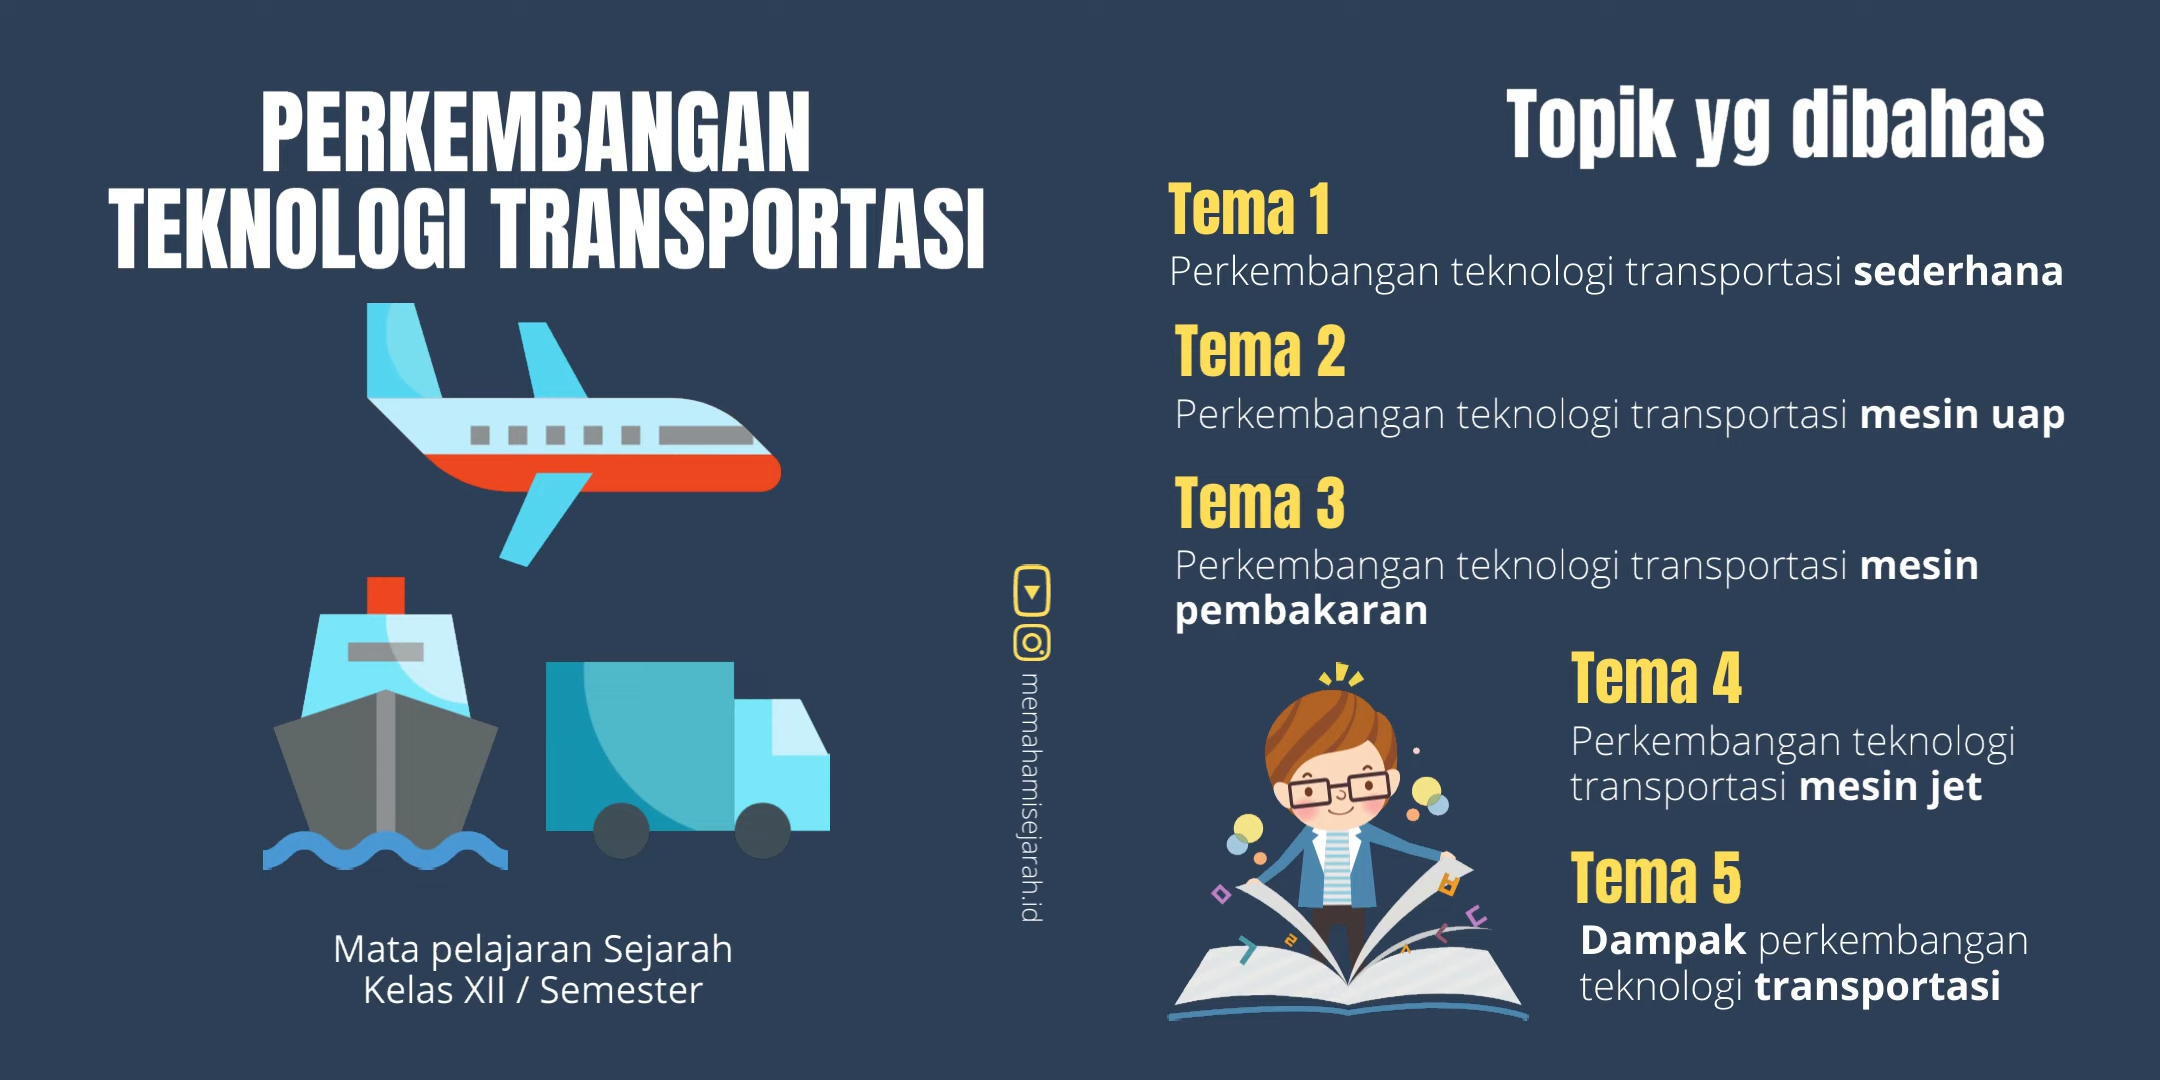 PERKEMBANGAN
TEKNOLOGI TRANSPORTASI
Mata pelajaran Sejarah
Kelas XII / Semester
memahamisejarah.id
Topik yg dibahas
Tema 1
Perkembangan teknologi transportasi sederhana
Tema 2
Perkembangan teknologi transportasi mesin uap
Tema 3
Perkembangan teknologi transportasi mesin
pembakaran
Tema 4
Perkembangan teknologi
transportasi mesin jet
Tema 5
Dampak perkembangan
teknologi transportasi